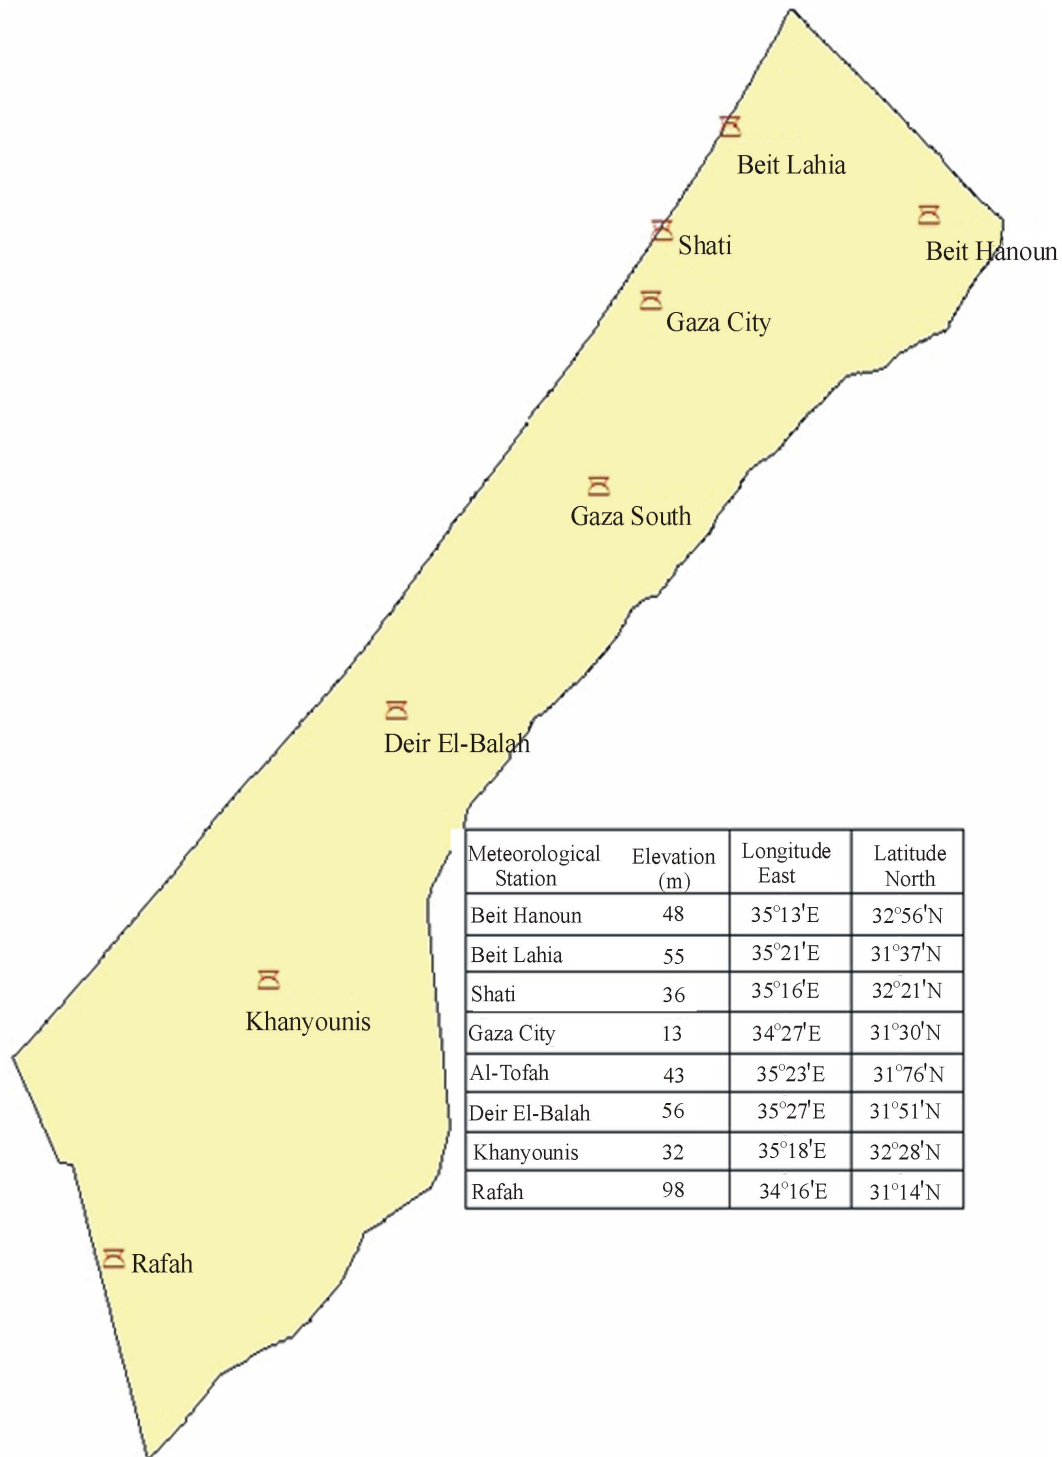 Beit Lahia
Shati
Beit Hanoun
Gaza City
Gaza South
Deir El-Balah
Khanyounis
Rafah
Meteorological Station Elevation (m) Longitude East Latitude North
Beit Hanoun 48 35°13'E 32°56'N
Beit Lahia 55 35°21'E 31°37'N
Shati 36 35°16'E 32°21'N
Gaza City 13 34°27'E 31°30'N
Al-Tofah 43 35°23'E 31°76'N
Deir El-Balah 56 35°27'E 31°51'N
Khanyounis 32 35°18'E 32°28'N
Rafah 98 34°16'E 31°14'N